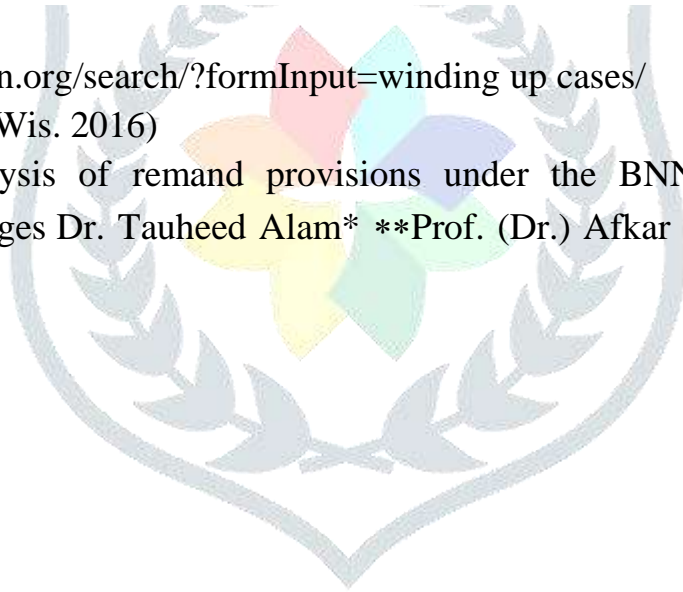 n.org/search/?formInput=winding up cases/
Wis. 2016)
ysis of remand provisions under the BNN
ges Dr. Tauheed Alam* **Prof. (Dr.) Afkar